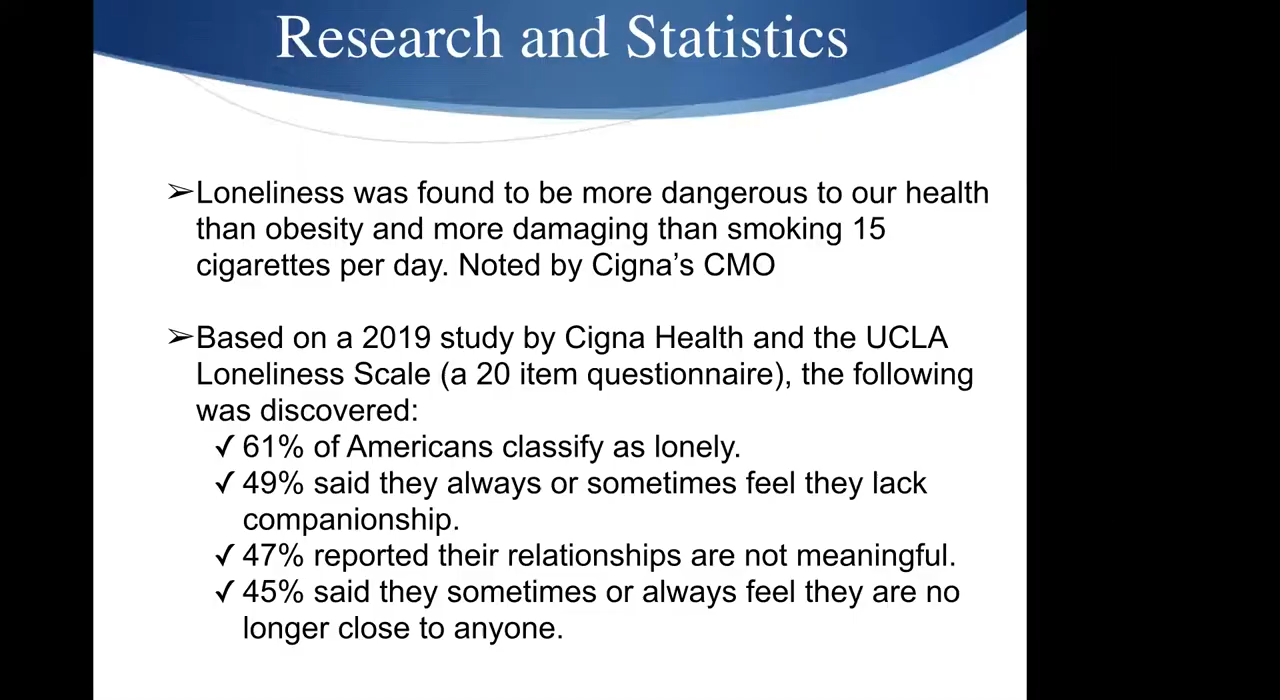 Research and Statistics
➢Loneliness was found to be more dangerous to our health
than obesity and more damaging than smoking 15
cigarettes per day. Noted by Cigna’s CMO
➢Based on a 2019 study by Cigna Health and the UCLA
Loneliness Scale (a 20 item questionnaire), the following
was discovered:
✓ 61% of Americans classify as lonely.
✓ 49% said they always or sometimes feel they lack
companionship.
✓ 47% reported their relationships are not meaningful.
✓ 45% said they sometimes or always feel they are no
longer close to anyone.